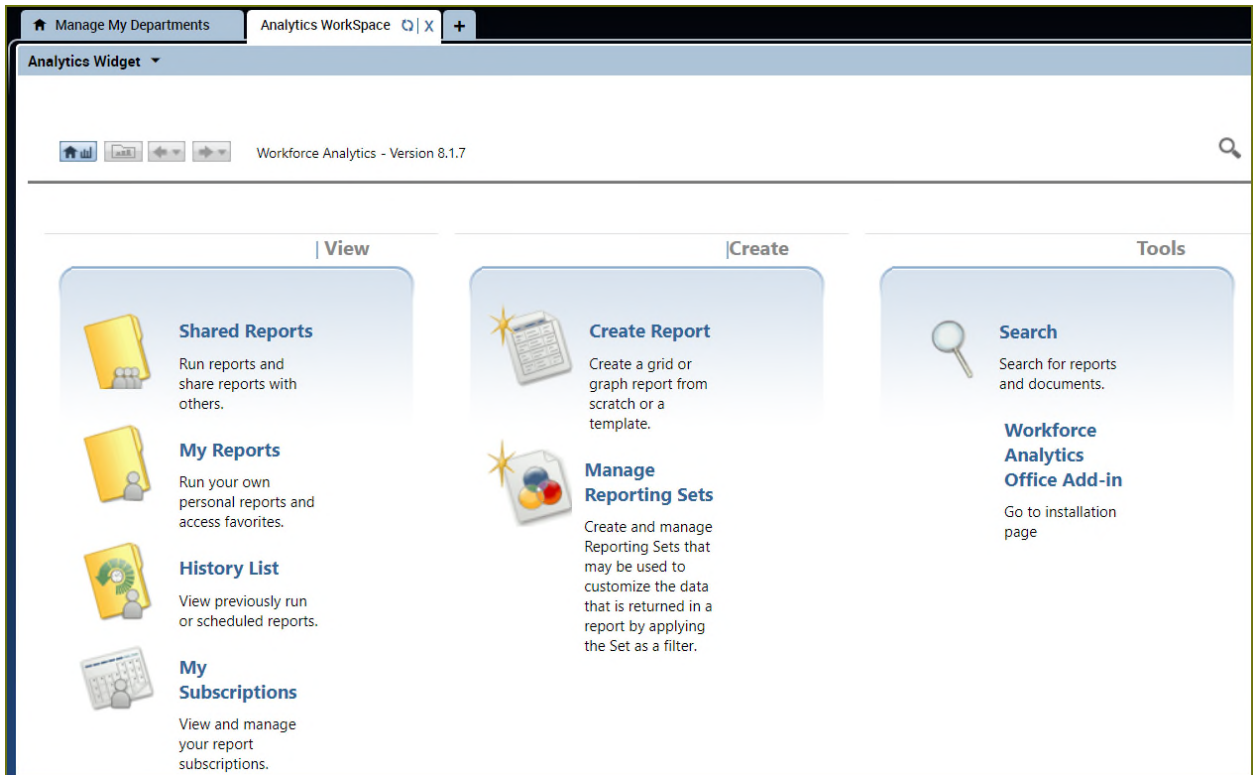 Manage My Departments
Analytics WorkSpace
X
+
Analytics Widget
Workforce Analytics - Version 8.1.7
| View
Shared Reports
Run reports and
share reports with
others.
My Reports
Run your own
personal reports and
access favorites.
History List
View previously run
or scheduled reports.
My
Subscriptions
View and manage
your report
subscriptions.
|Create
Create Report
Create a grid or
graph report from
scratch or a
template.
Manage
Reporting Sets
Create and manage
Reporting Sets that
may be used to
customize the data
that is returned in a
report by applying
the Set as a filter.
Tools
Search
Search for reports
and documents.
Workforce
Analytics
Office Add-in
Go to installation
page